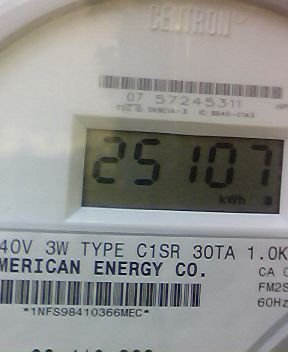 CENTRON®
07 57245311
25107
kWh
40V 3W TYPE C1SR 30TA 1.0K
MERICAN ENERGY CO.
CA 0
FM2S
60Hz
*1NFS98410366MEC*